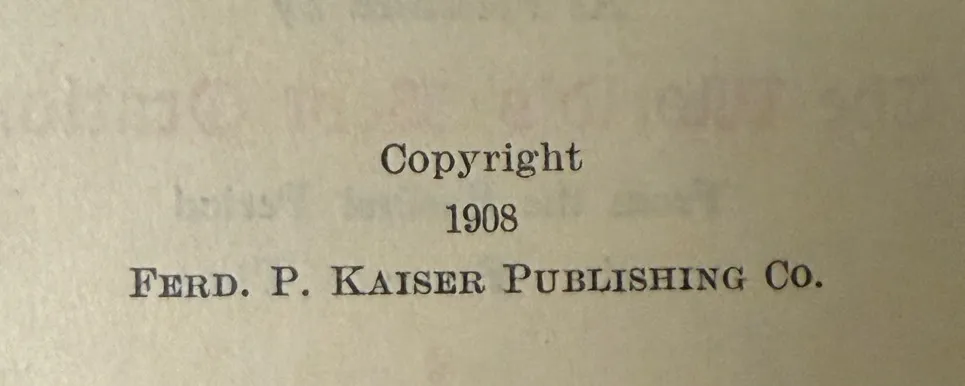 Copyright
1908
FERD. P. KAISER PUBLISHING CO.